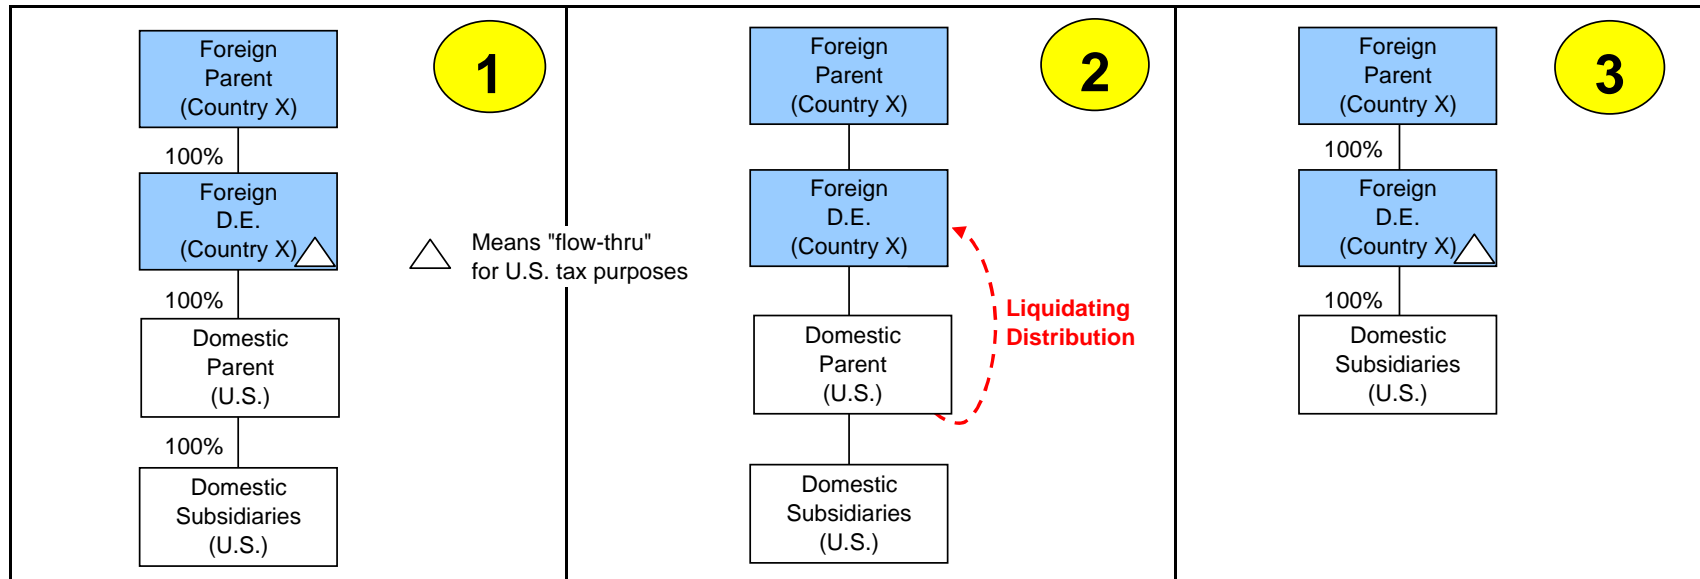 1
Foreign
Parent
(Country X)
100%
Foreign
D.E.
(Country X)
100%
Domestic
Parent
(U.S.)
100%
Domestic
Subsidiaries
(U.S.)
Means "flow-thru"
for U.S. tax purposes
2
Foreign
Parent
(Country X)
Foreign
D.E.
(Country X)
Liquidating
Distribution
Domestic
Parent
(U.S.)
Domestic
Subsidiaries
(U.S.)
3
Foreign
Parent
(Country X)
100%
Foreign
D.E.
(Country X)
100%
Domestic
Subsidiaries
(U.S.)